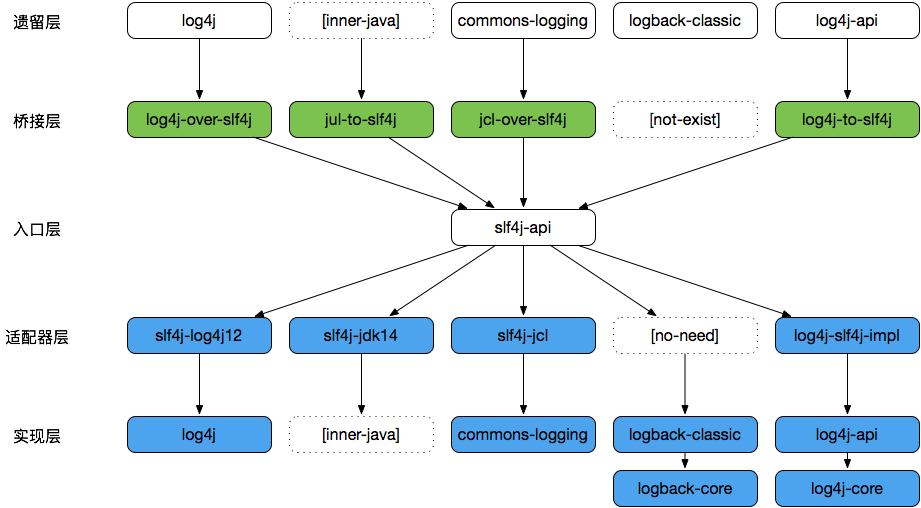 遗留层 log4j [inner-java] commons-logging logback-classic log4j-api
桥接层 log4j-over-slf4j jul-to-slf4j jcl-over-slf4j [not-exist] log4j-to-slf4j
入口层 slf4j-api
适配器层 slf4j-log4j12 slf4j-jdk14 slf4j-jcl [no-need] log4j-slf4j-impl
实现层 log4j [inner-java] commons-logging logback-classic log4j-api
logback-core log4j-core